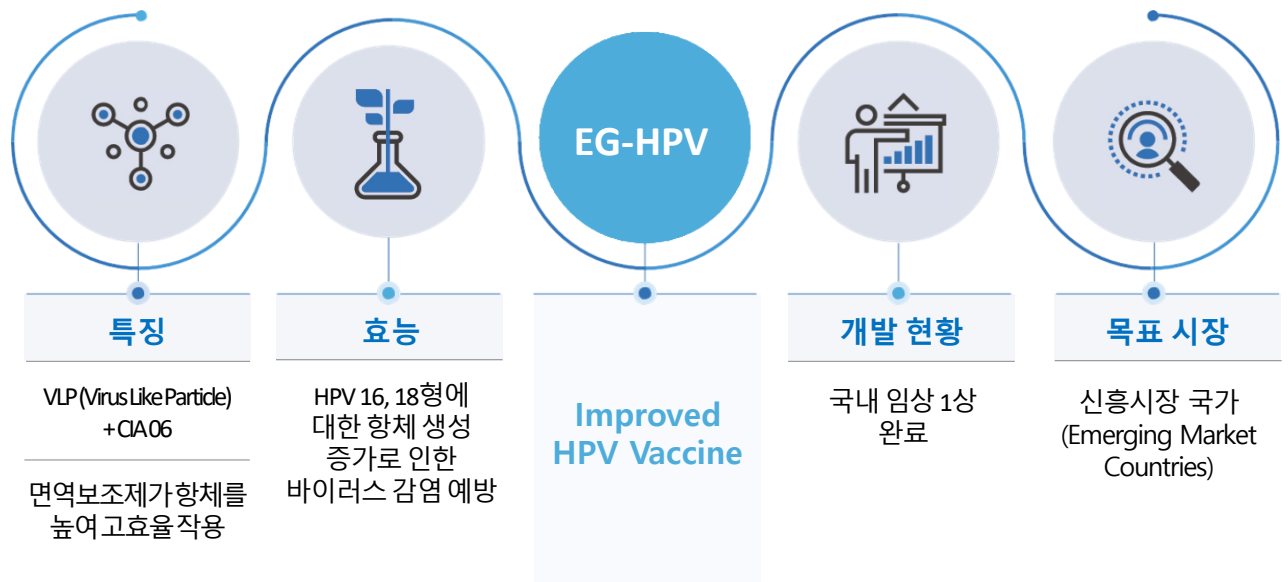 EG-HPV
특징
VLP (Virus Like Particle)
+ CIA06
면역보조제가 항체를
높여 고효율 작용
효능
HPV 16, 18형에
대한 항체 생성
증가로 인한
바이러스 감염 예방
Improved
HPV Vaccine
개발 현황
국내 임상 1상
완료
목표 시장
신흥시장 국가
(Emerging Market
Countries)